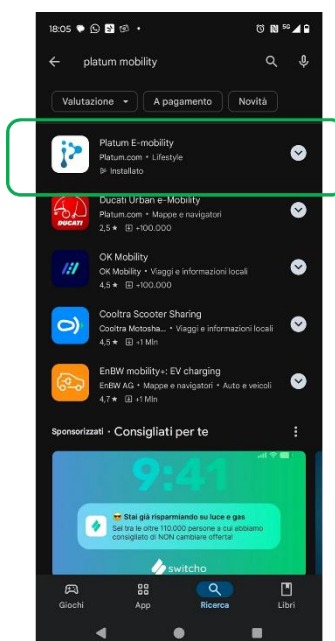 18:05
5G
platum mobility
Valutazione
A pagamento
Novità
Platum E-mobility
Platum.com • Lifestyle
Installato
Ducati Urban e-Mobility
Platum.com • Mappe e navigatori
2,5 ★ +100.000
DUCATI
OK Mobility
OK Mobility • Viaggi e informazioni locali
4,5 ★ +100.000
Cooltra Scooter Sharing
Cooltra Motosha... • Viaggi e informazioni locali
4,5 ★ +1 Mln
EnBW mobility+: EV charging
EnBW AG • Mappe e navigatori • Auto e veicoli
4,7 ★ +1 Mln
Sponsorizzati • Consigliati per te
9:41
Stai già risparmiando su luce e gas
Sei tra le oltre 110.000 persone a cui abbiamo
consigliato di NON cambiare offerta!
switcho
Giochi
App
Ricerca
Libri